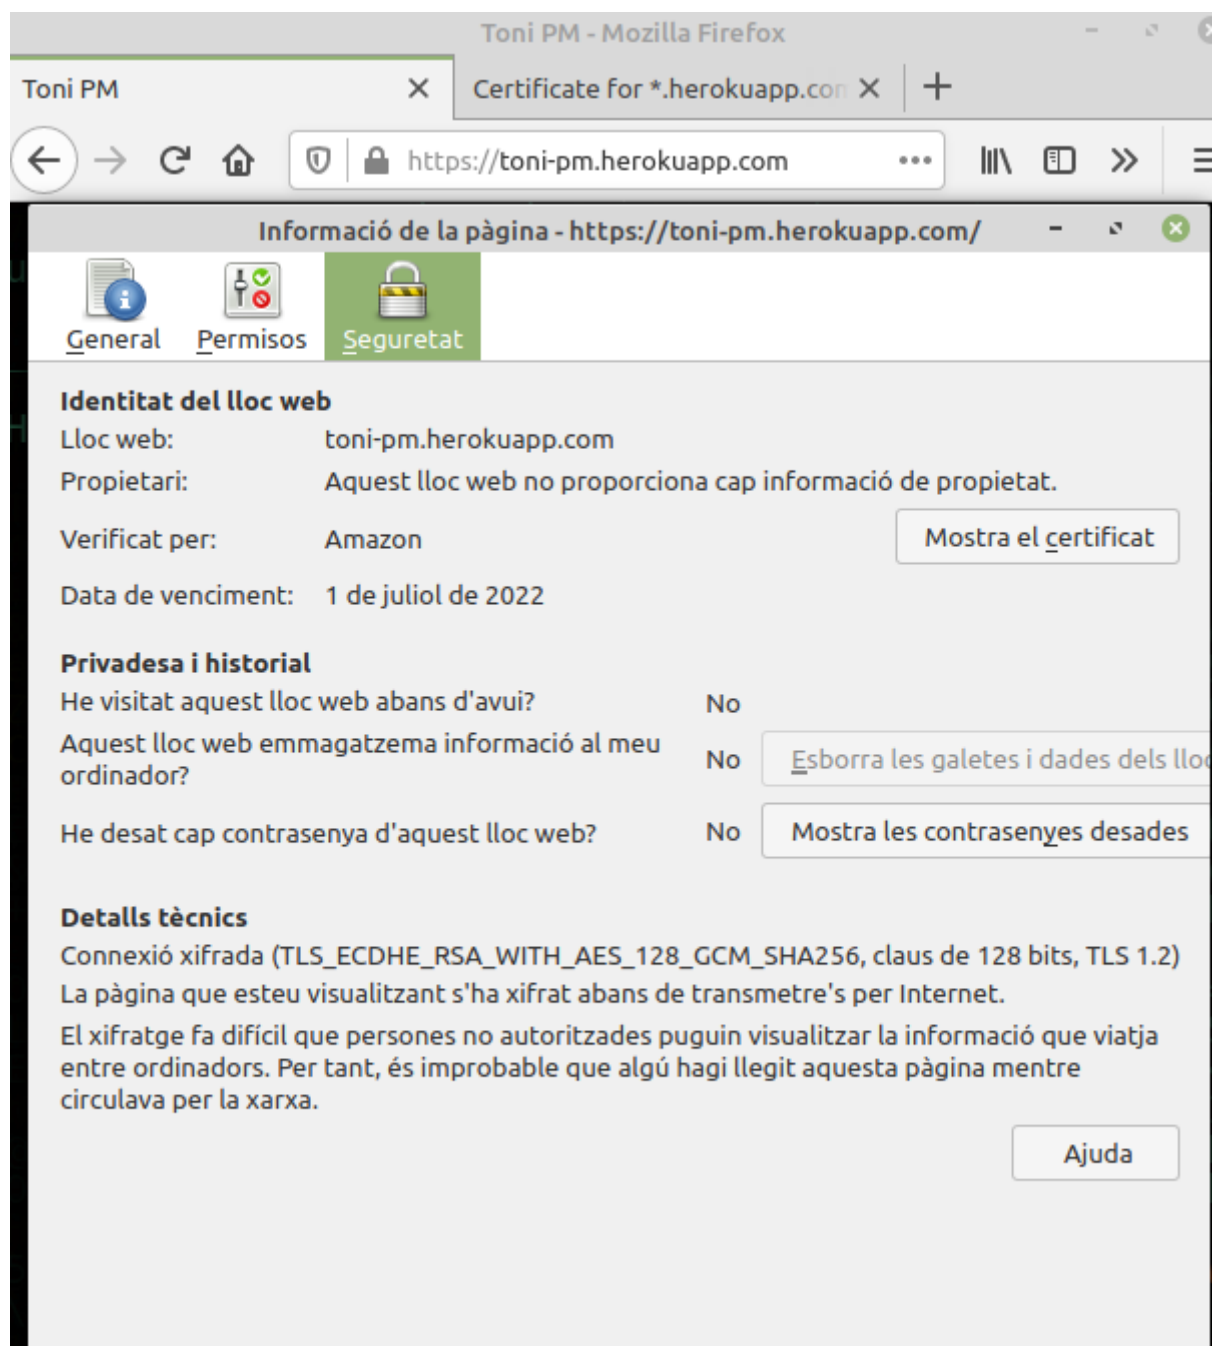 Toni PM - Mozilla Firefox
Toni PM
Certificate for *.herokuapp.com
https://toni-pm.herokuapp.com
Informació de la pàgina - https://toni-pm.herokuapp.com/
General Permisos Seguretat
Identitat del lloc web
Lloc web: toni-pm.herokuapp.com
Propietari: Aquest lloc web no proporciona cap informació de propietat.
Verificat per: Amazon Mostra el certificat
Data de venciment: 1 de juliol de 2022
Privadesa i historial
He visitat aquest lloc web abans d'avui? No
Aquest lloc web emmagatzema informació al meu
ordinador? No Esborra les galetes i dades dels lloc
He desat cap contrasenya d'aquest lloc web? No Mostra les contrasenyes desades
Detalls tècnics
Connexió xifrada (TLS_ECDHE_RSA_WITH_AES_128_GCM_SHA256, claus de 128 bits, TLS 1.2)
La pàgina que esteu visualitzant s'ha xifrat abans de transmetre's per Internet.
El xifratge fa difícil que persones no autoritzades puguin visualitzar la informació que viatja
entre ordinadors. Per tant, és improbable que algú hagi llegit aquesta pàgina mentre
circulava per la xarxa.
Ajuda